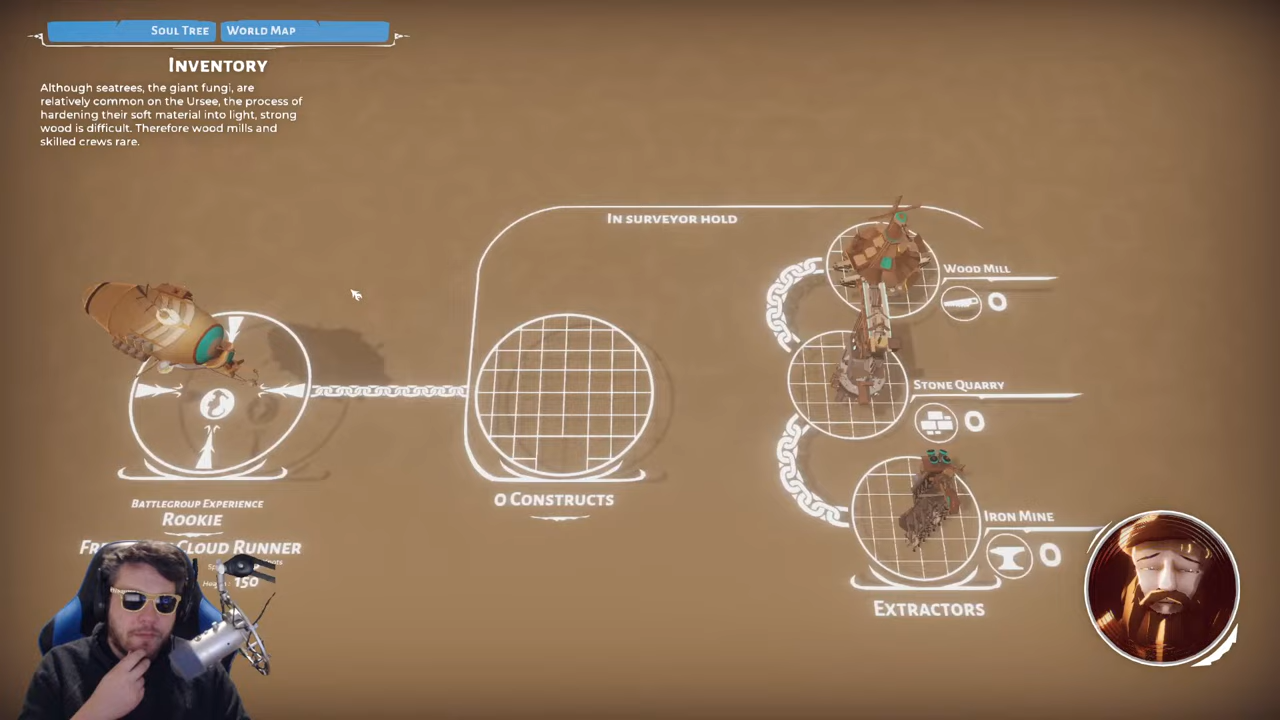 SOUL TREE
WORLD MAP
INVENTORY
Although seatrees, the giant fungi, are
relatively common on the Ursee, the process of
hardening their soft material into light, strong
wood is difficult. Therefore wood mills and
skilled crews rare.
IN SURVEYOR HOLD
WOOD MILL
0
STONE QUARRY
0
0 CONSTRUCTS
BATTLEGROUP EXPERIENCE
ROOKIE
IRON MINE
0
CLOUD RUNNER
150
EXTRACTORS